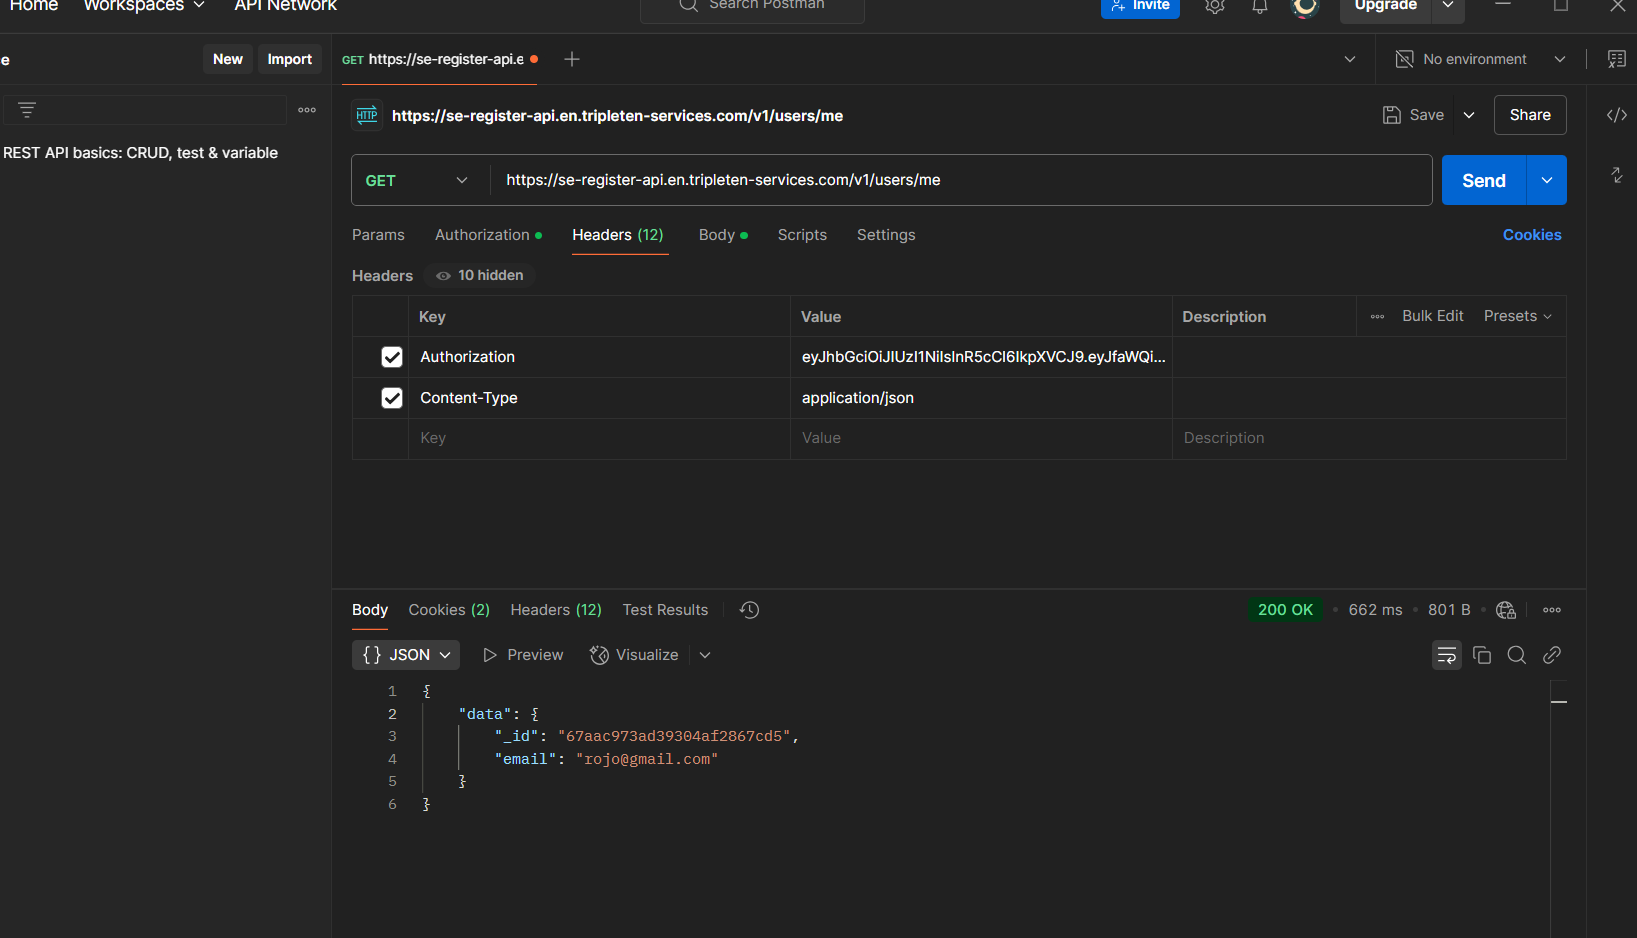 Home Workspaces API Network Search Postman Invite Upgrade
e New Import GET https://se-register-api.e No environment
HTTP https://se-register-api.en.tripleten-services.com/v1/users/me Save Share
REST API basics: CRUD, test & variable
GET https://se-register-api.en.tripleten-services.com/v1/users/me Send
Params Authorization Headers (12) Body Scripts Settings Cookies
Headers 10 hidden
Key Value Description Bulk Edit Presets
Authorization eyJhbGciOiJIUzI1NiIsInR5cCI6IkpXVCJ9.eyJfaWQi...
Content-Type application/json
Key Value Description
Body Cookies (2) Headers (12) Test Results 200 OK • 662 ms • 801 B
{} JSON Preview Visualize
1 {
2 "data": {
3 "_id": "67aac973ad39304af2867cd5",
4 "email": "rojo@gmail.com"
5 }
6 }